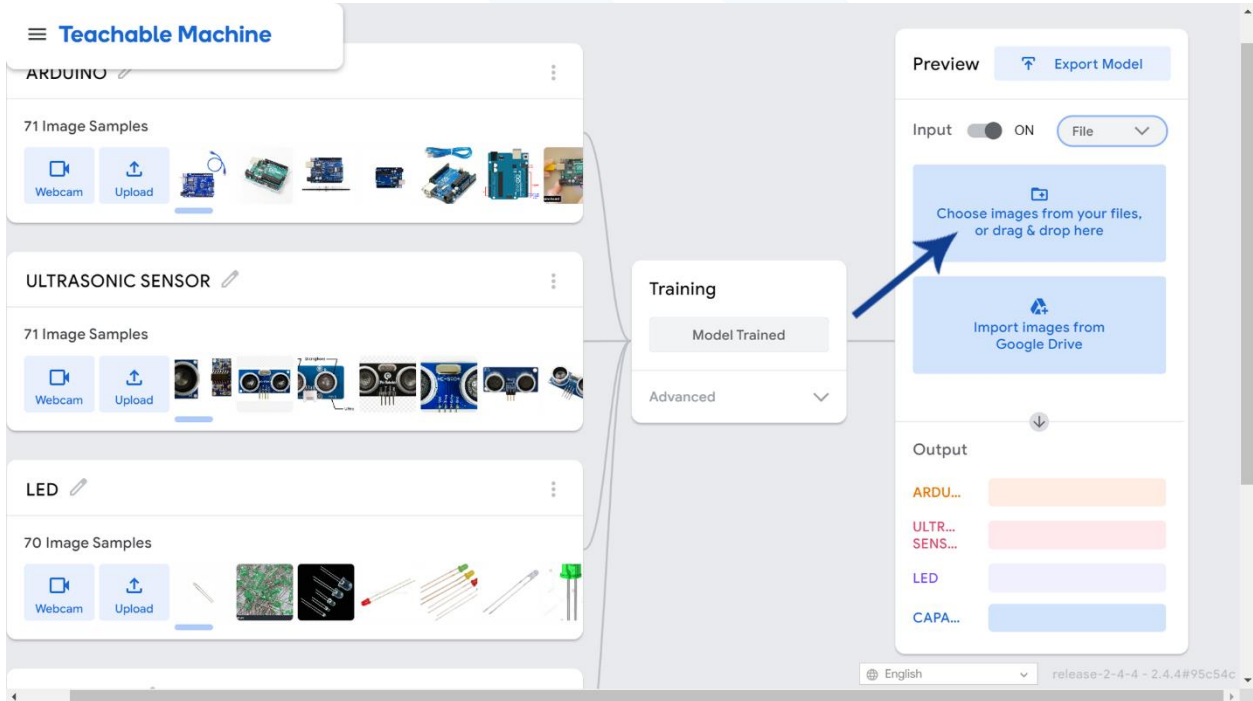 Teachable Machine
ARDUINO
71 Image Samples
Webcam
Upload
ULTRASONIC SENSOR
71 Image Samples
Webcam
Upload
LED
70 Image Samples
Webcam
Upload
Training
Model Trained
Advanced
Preview
Export Model
Input
ON
File
Choose images from your files,
or drag & drop here
Import images from
Google Drive
Output
ARDU...
ULTR...
SENS...
LED
CAPA...
English
release-2-4-4 - 2.4.4#95c54c